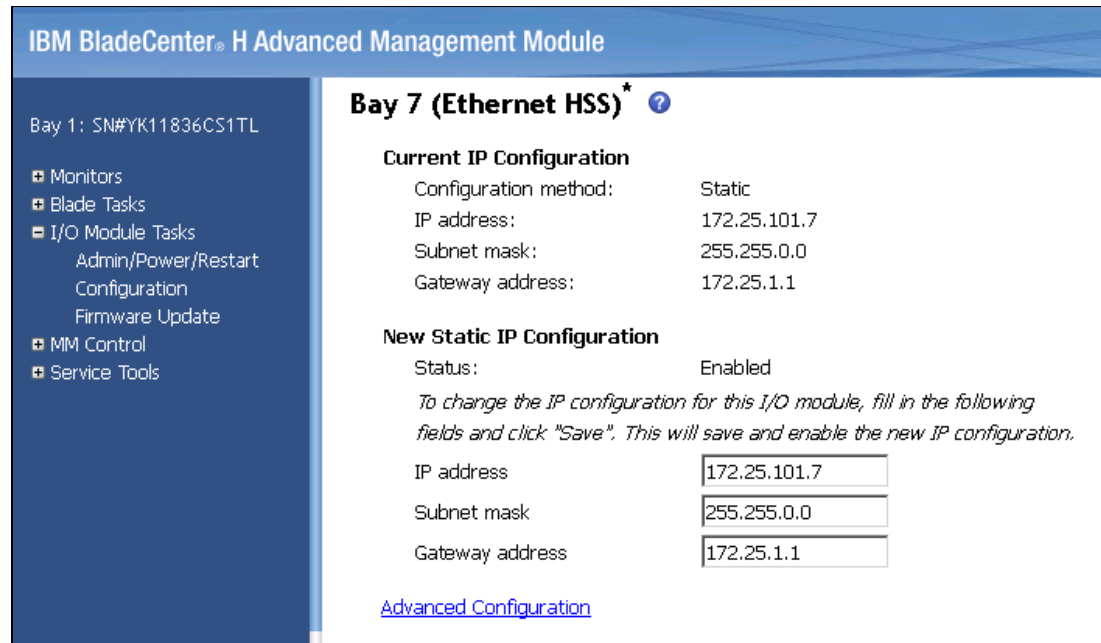 IBM BladeCenter® H Advanced Management Module
Bay 1: SN#YK11836CS1TL
Monitors
Blade Tasks
I/O Module Tasks
Admin/Power/Restart
Configuration
Firmware Update
MM Control
Service Tools
Bay 7 (Ethernet HSS)* ?
Current IP Configuration
Configuration method: Static
IP address: 172.25.101.7
Subnet mask: 255.255.0.0
Gateway address: 172.25.1.1
New Static IP Configuration
Status: Enabled
To change the IP configuration for this I/O module, fill in the following
fields and click "Save". This will save and enable the new IP configuration.
IP address 172.25.101.7
Subnet mask 255.255.0.0
Gateway address 172.25.1.1
Advanced Configuration